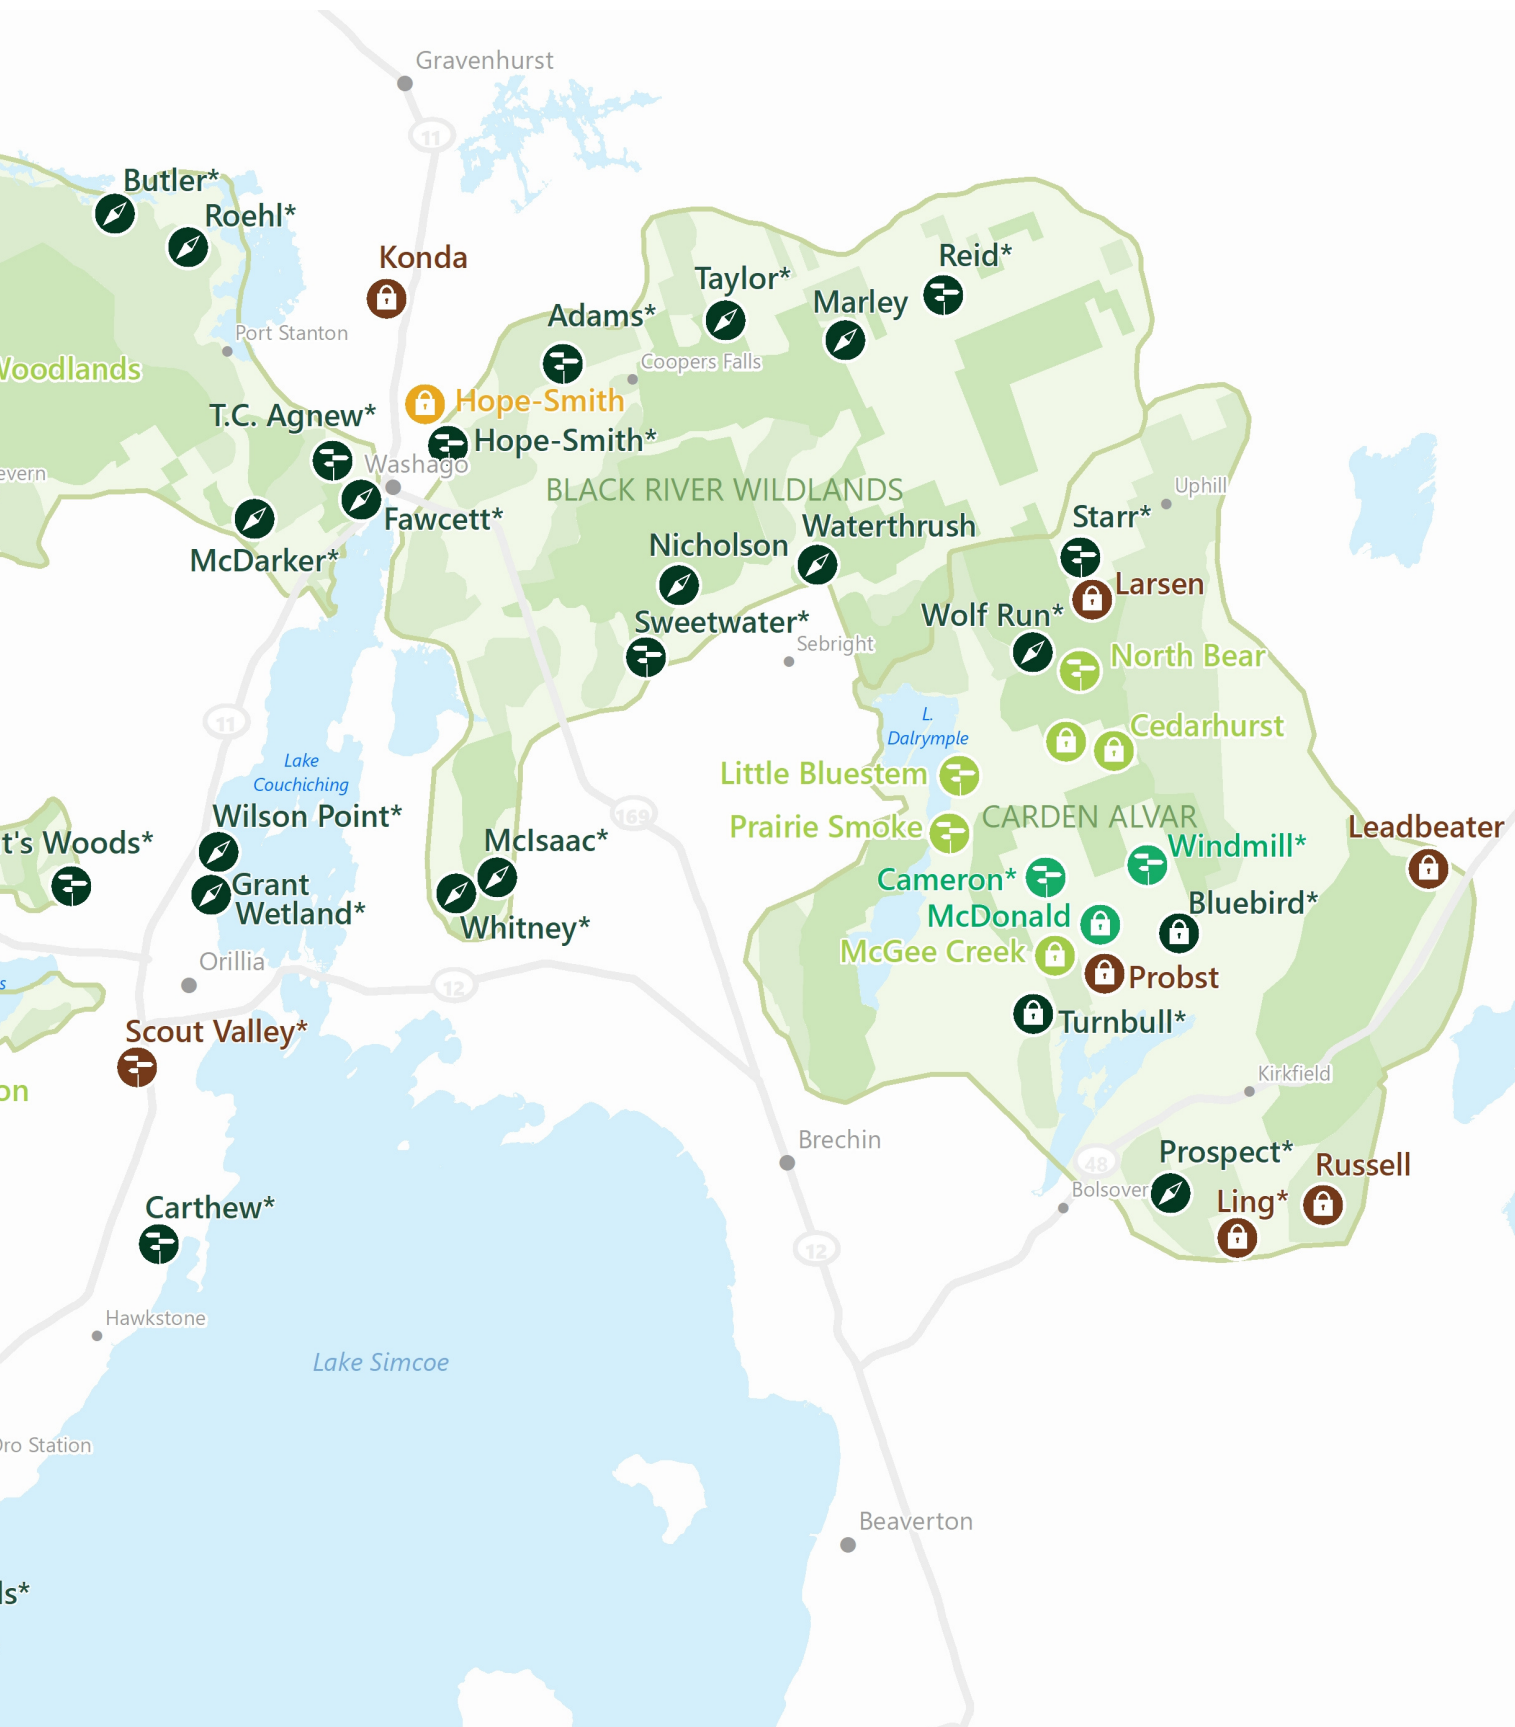 Gravenhurst
11
Butler*
Roehl*
Konda
Reid*
Taylor*
Marley
Adams*
Port Stanton
Coopers Falls
Woodlands
Hope-Smith
T.C. Agnew*
Hope-Smith*
Washago
evern
BLACK RIVER WILDLANDS
Uphill
Fawcett*
Starr*
Waterthrush
Nicholson
McDarker*
Larsen
Wolf Run*
Sweetwater*
Sebright
North Bear
11
L.
Dalrymple
Cedarhurst
Lake
Couchiching
Little Bluestem
Wilson Point*
169
CARDEN ALVAR
Prairie Smoke
Leadbeater
t's Woods*
McIsaac*
Windmill*
Cameron*
Grant
Wetland*
Bluebird*
McDonald
Whitney*
McGee Creek
Orillia
Probst
s
12
Turnbull*
Scout Valley*
Kirkfield
on
Brechin
Prospect*
48
Russell
Bolsover
Ling*
Carthew*
12
Hawkstone
Lake Simcoe
Oro Station
Beaverton
ls*